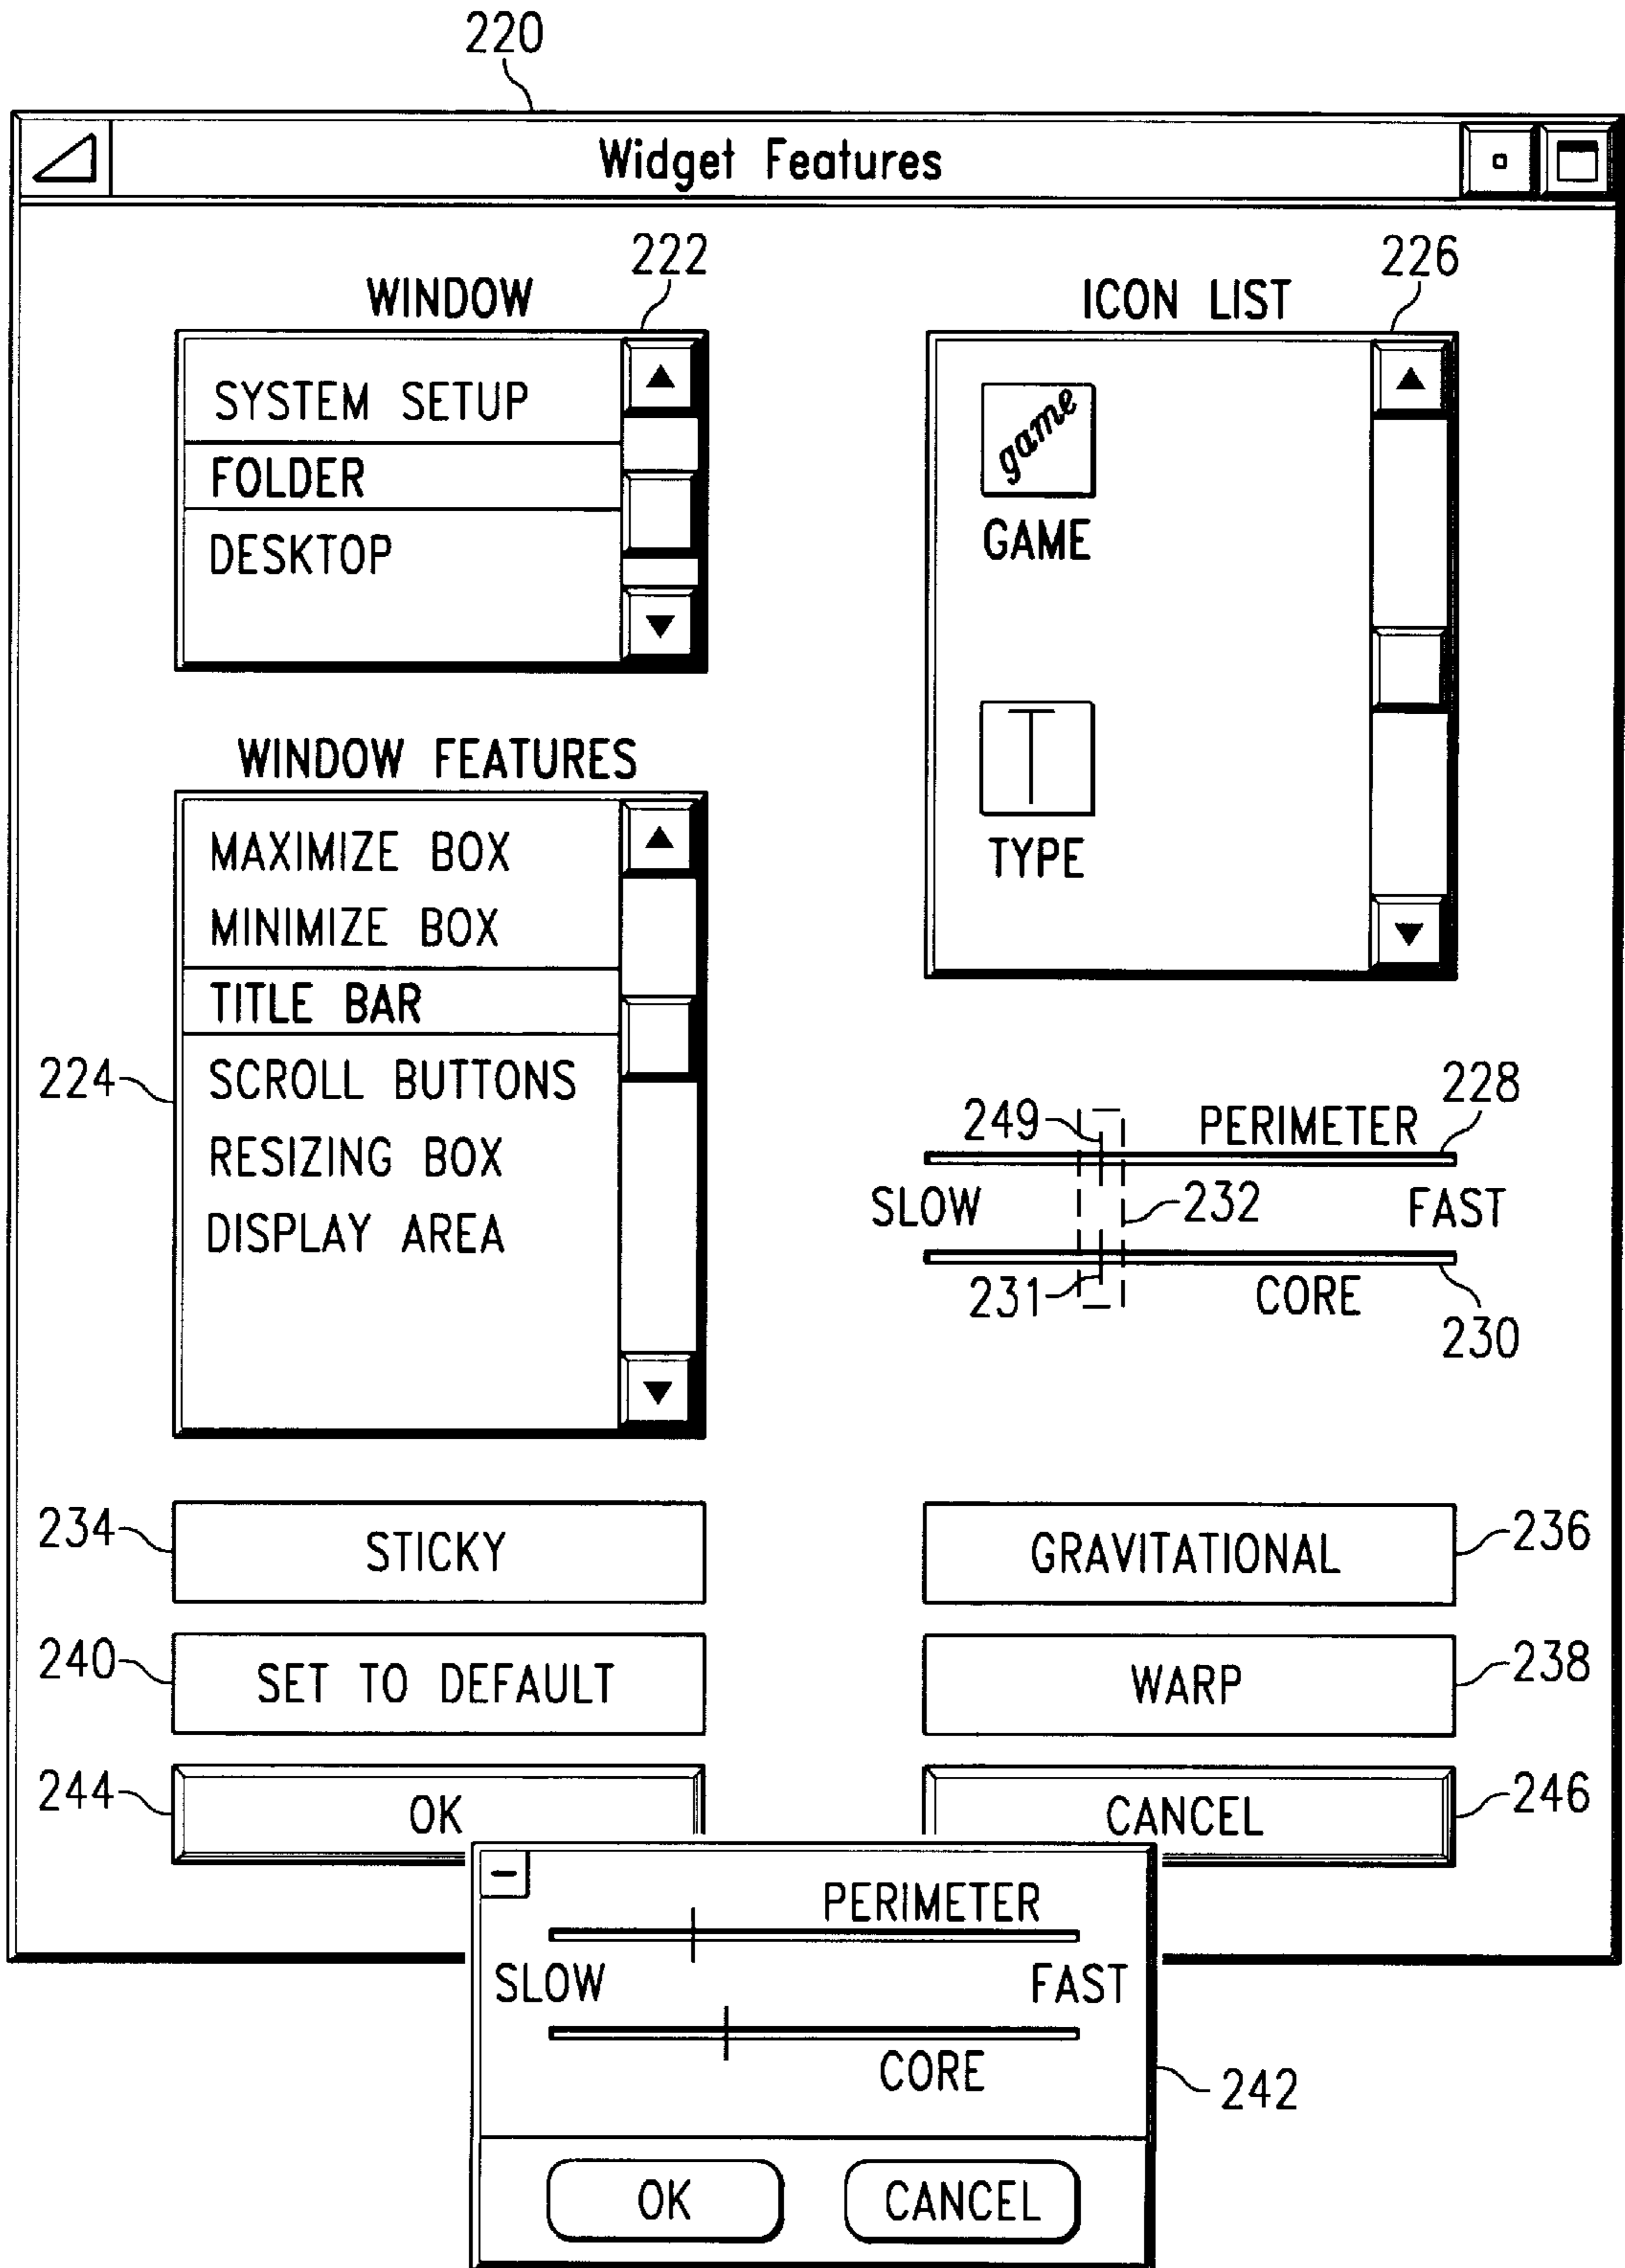 220
Widget Features
WINDOW
222
SYSTEM SETUP
FOLDER
DESKTOP
ICON LIST
226
game
GAME
T
TYPE
WINDOW FEATURES
MAXIMIZE BOX
MINIMIZE BOX
TITLE BAR
SCROLL BUTTONS
RESIZING BOX
DISPLAY AREA
224
249
PERIMETER
228
SLOW
232
FAST
231
CORE
230
234
STICKY
GRAVITATIONAL
236
240
SET TO DEFAULT
WARP
238
244
OK
CANCEL
246
PERIMETER
SLOW
FAST
CORE
242
OK
CANCEL